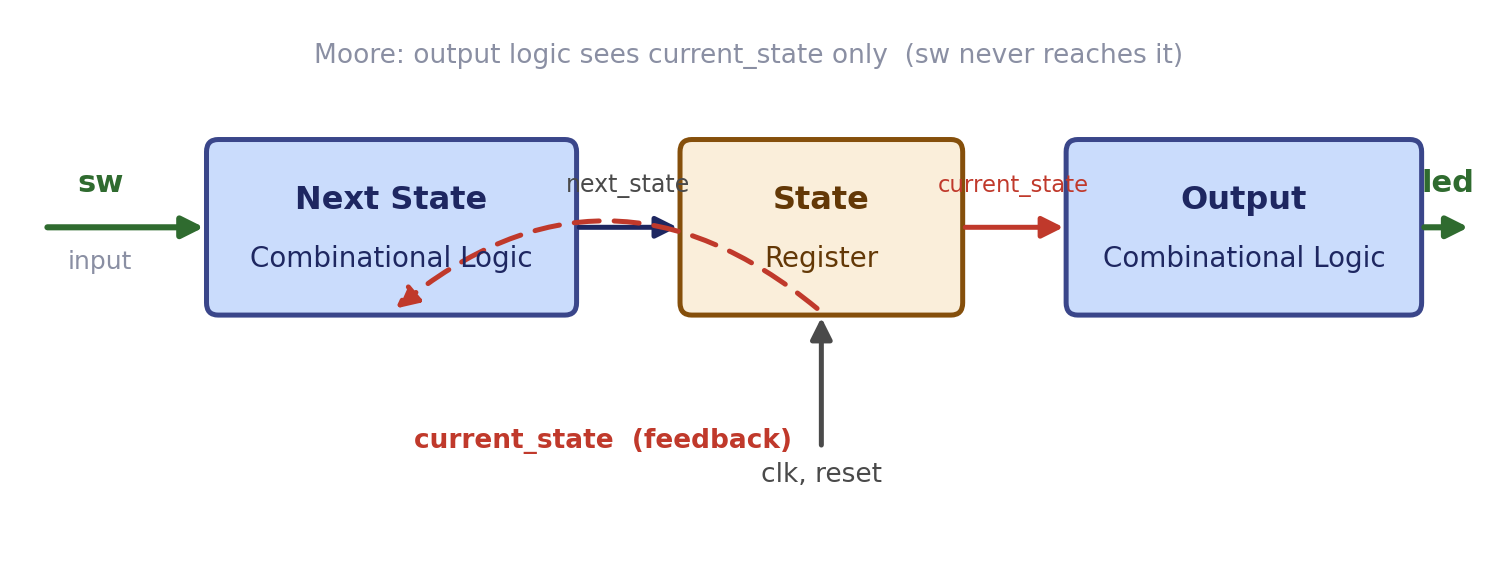 Moore: output logic sees current_state only  (sw never reaches it)
sw
input
Next State
Combinational Logic
next_state
State
Register
current_state
Output
Combinational Logic
led
current_state  (feedback)
clk, reset